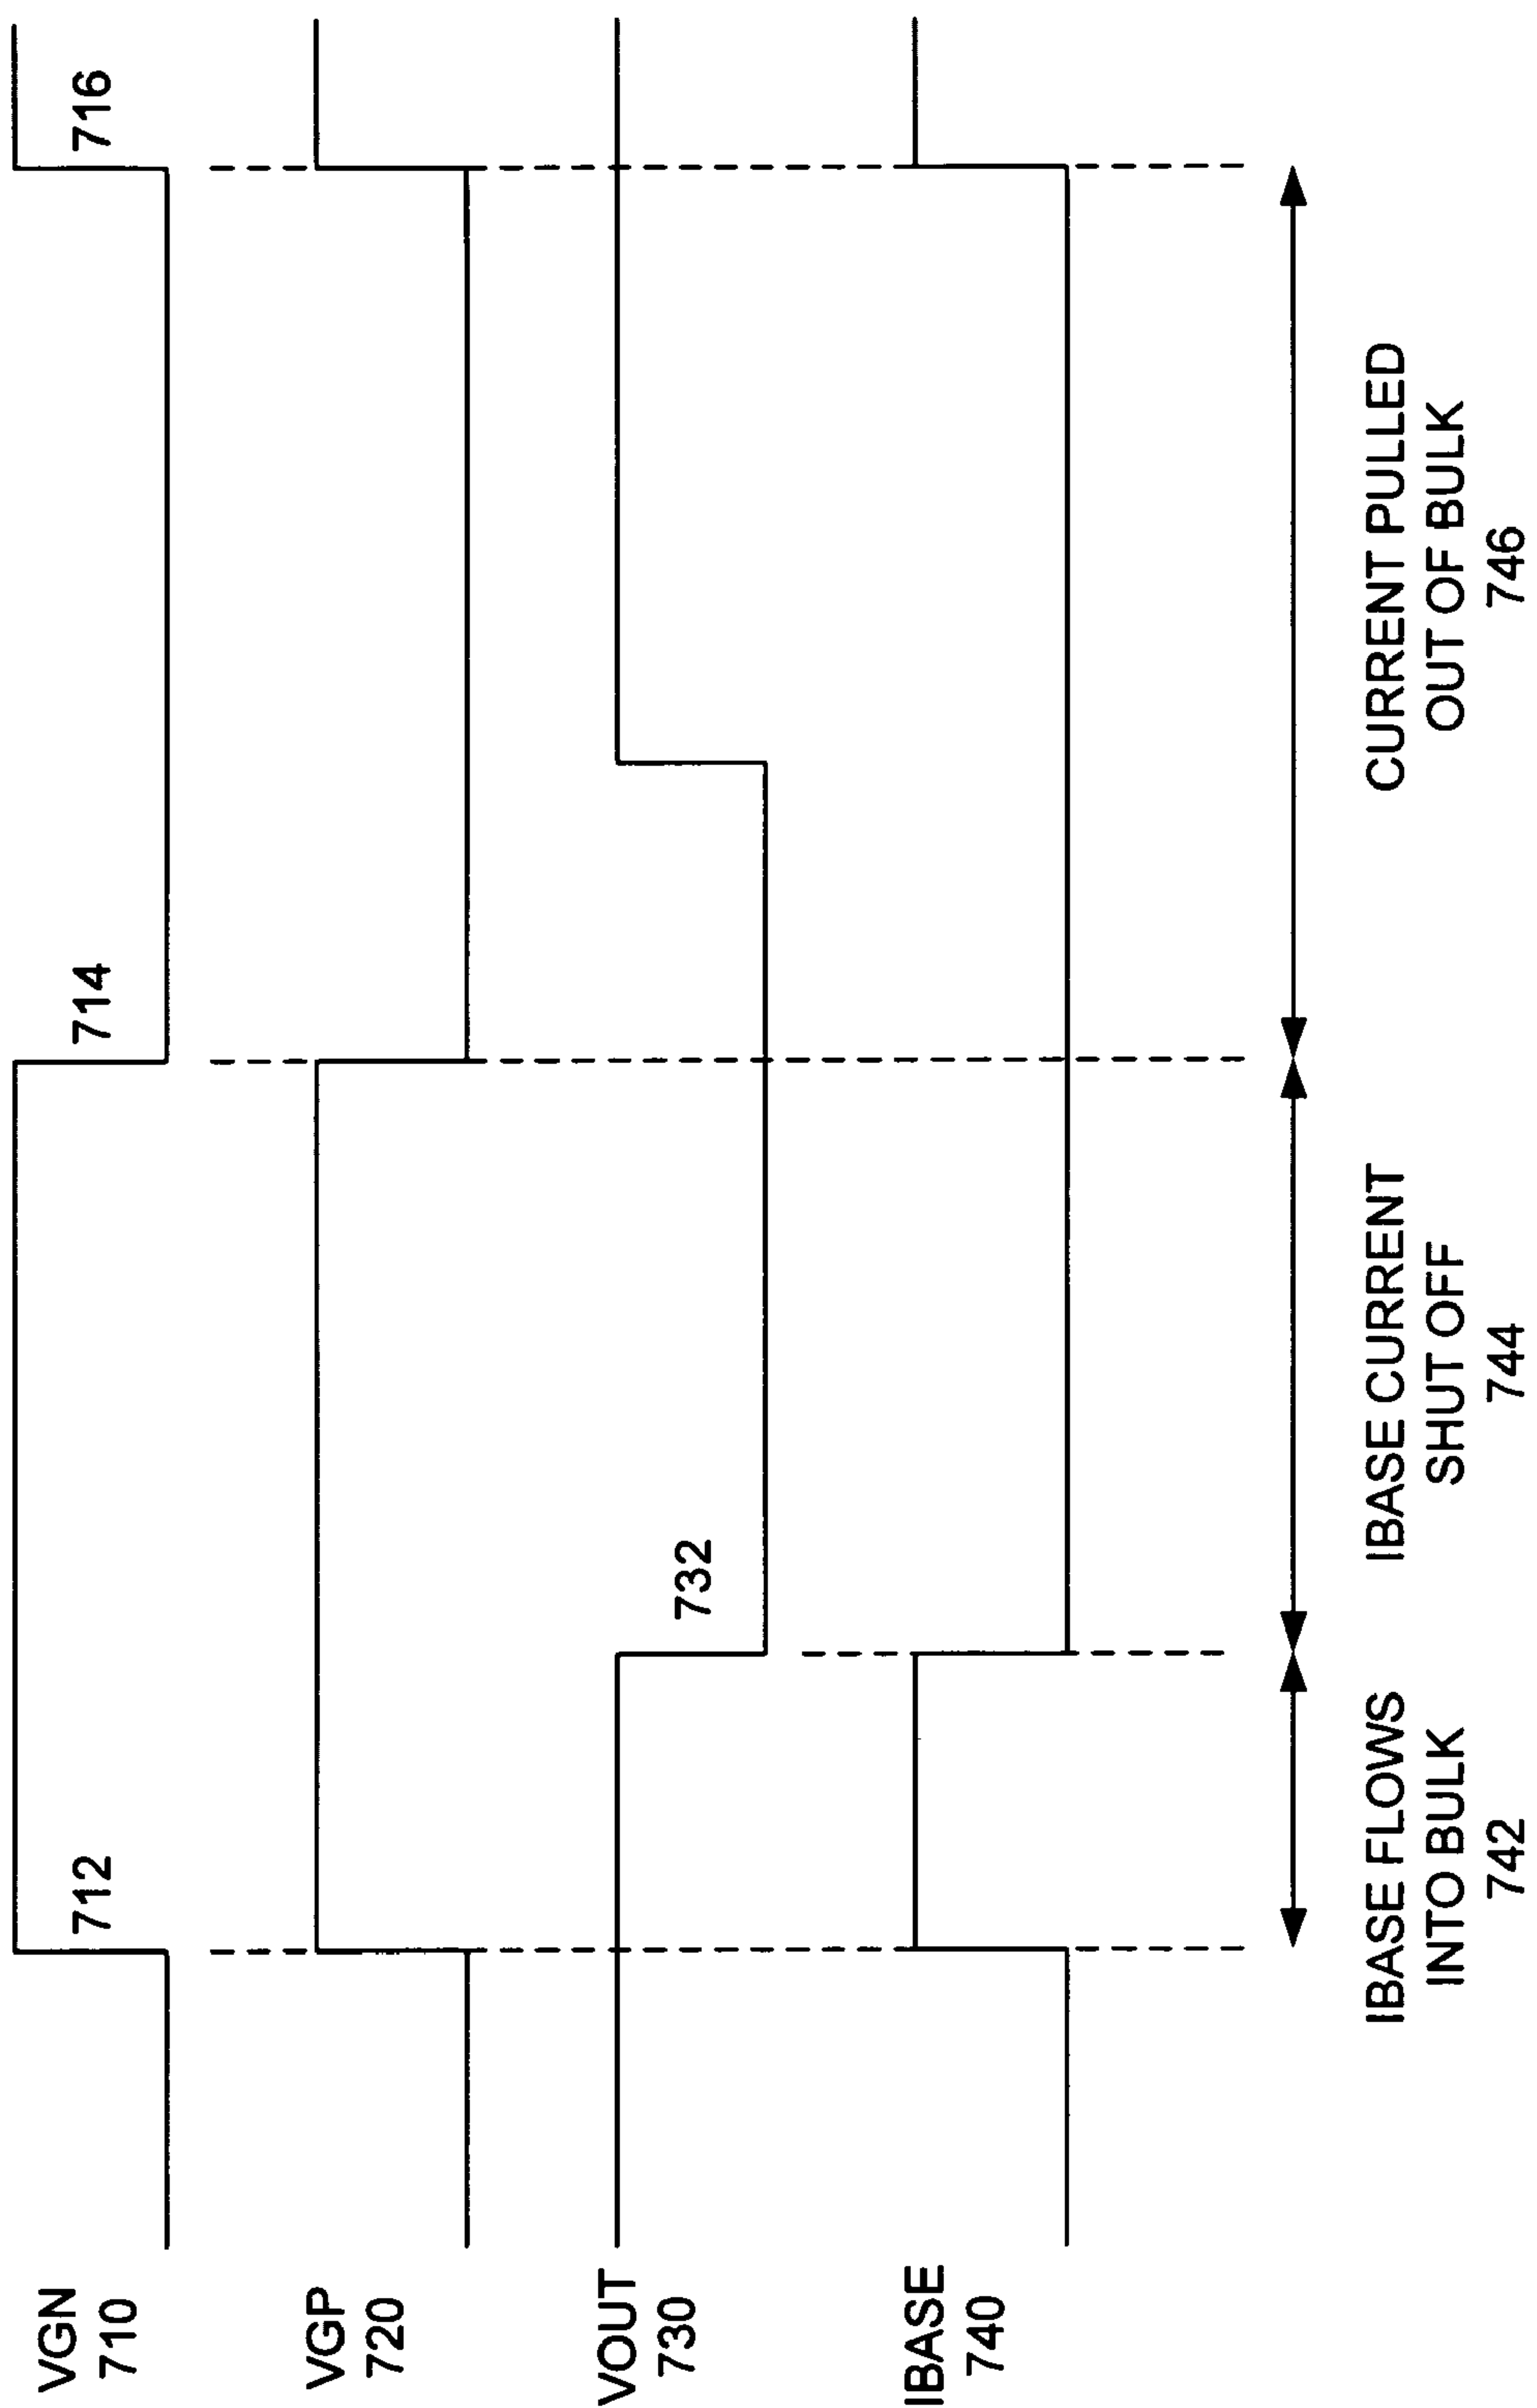 VGN
710
712
714
716
VGP
720
VOUT
730
732
IBASE
740
IBASE FLOWS
INTO BULK
742
IBASE CURRENT
SHUT OFF
744
CURRENT PULLED
OUT OF BULK
746